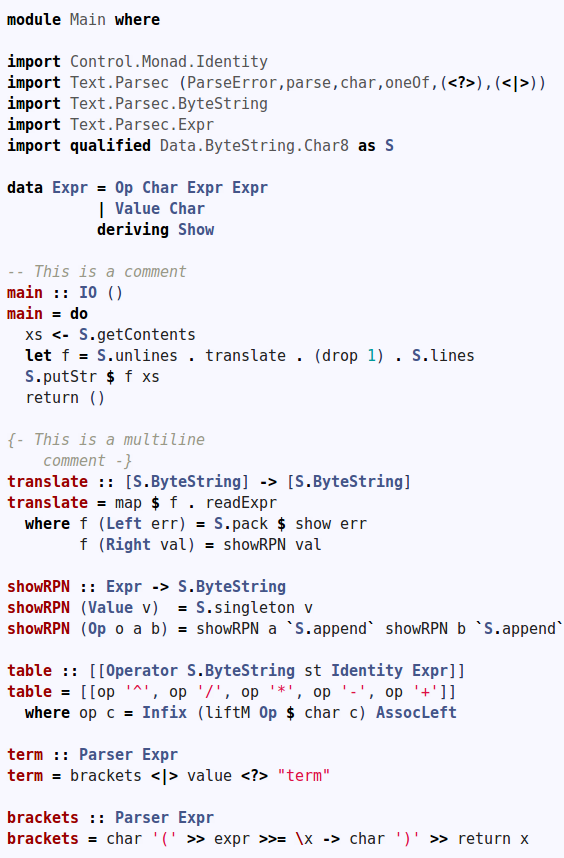 module Main where

import Control.Monad.Identity
import Text.Parsec (ParseError,parse,char,oneOf,(<?>),(<|>))
import Text.Parsec.ByteString
import Text.Parsec.Expr
import qualified Data.ByteString.Char8 as S

data Expr = Op Char Expr Expr
          | Value Char
          deriving Show

-- This is a comment
main :: IO ()
main = do
  xs <- S.getContents
  let f = S.unlines . translate . (drop 1) . S.lines
  S.putStr $ f xs
  return ()

{- This is a multiline
    comment -}
translate :: [S.ByteString] -> [S.ByteString]
translate = map $ f . readExpr
  where f (Left err) = S.pack $ show err
        f (Right val) = showRPN val

showRPN :: Expr -> S.ByteString
showRPN (Value v)  = S.singleton v
showRPN (Op o a b) = showRPN a `S.append` showRPN b `S.append`

table :: [[Operator S.ByteString st Identity Expr]]
table = [[op '^', op '/', op '*', op '-', op '+']]
  where op c = Infix (liftM Op $ char c) AssocLeft

term :: Parser Expr
term = brackets <|> value <?> "term"

brackets :: Parser Expr
brackets = char '(' >> expr >>= \x -> char ')' >> return x